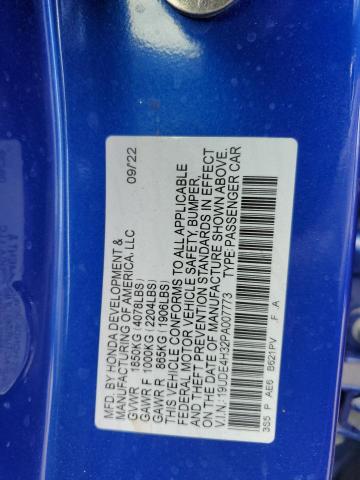 MFD. BY HONDA DEVELOPMENT &
MANUFACTURING OF AMERICA, LLC 09/22
GVWR 1850KG (4078LBS)
GAWR F 1000KG (2204LBS)
GAWR R 865KG (1906LBS)
THIS VEHICLE CONFORMS TO ALL APPLICABLE
FEDERAL MOTOR VEHICLE SAFETY, BUMPER,
AND THEFT PREVENTION STANDARDS IN EFFECT
ON THE DATE OF MANUFACTURE SHOWN ABOVE.
V.I.N.:19UDE4H32PA007773 TYPE:PASSENGER CAR
3S5 P AE6 B621PV .F .A